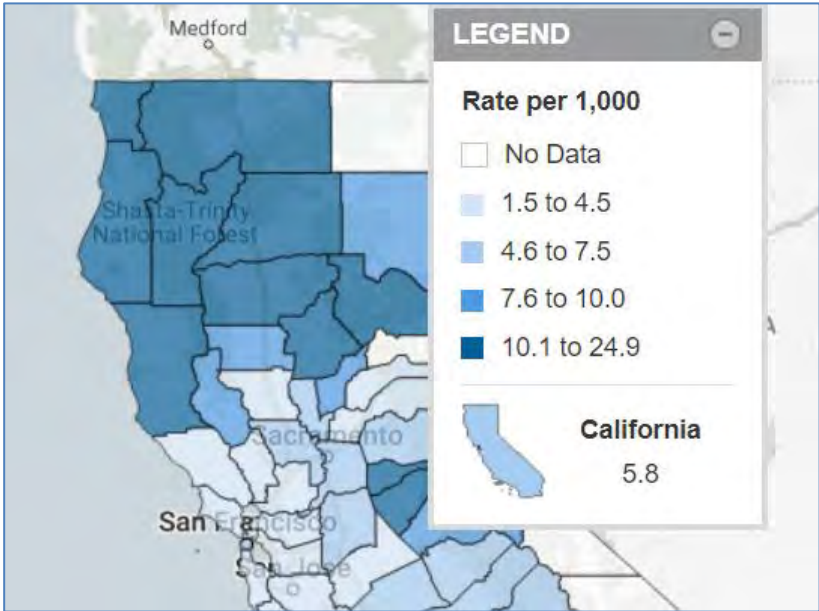 Medford
Shasta-Trinity
National Forest
Sacramento
San Francisco
San Jose
LEGEND
Rate per 1,000
No Data
1.5 to 4.5
4.6 to 7.5
7.6 to 10.0
10.1 to 24.9
California
5.8
A